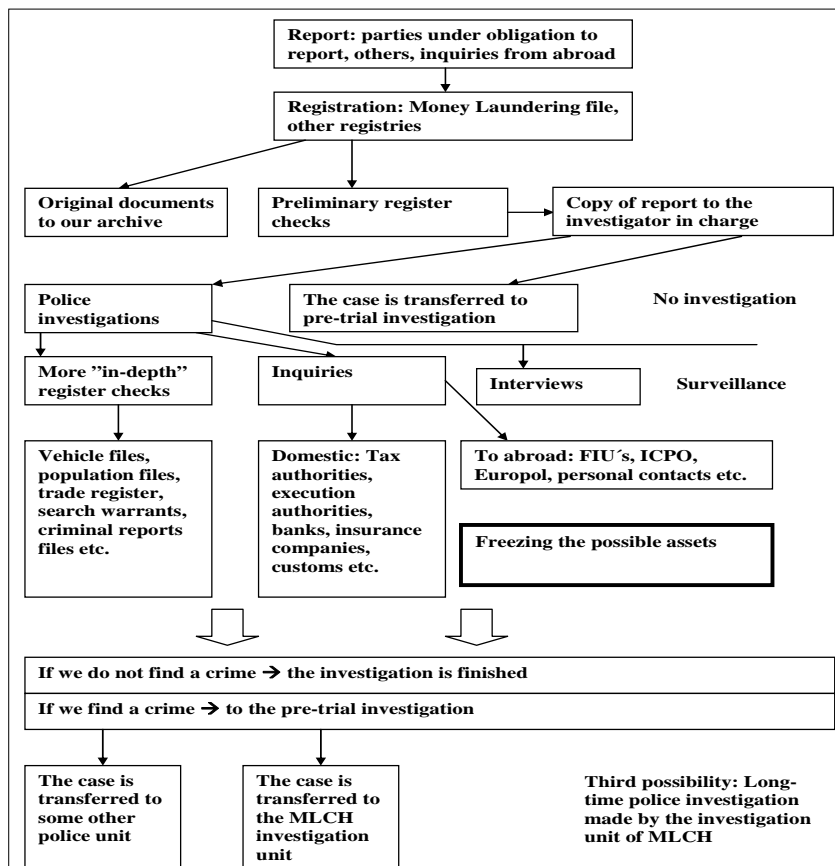 Report: parties under obligation to
report, others, inquiries from abroad
Registration: Money Laundering file,
other registries
Original documents
to our archive
Preliminary register
checks
Copy of report to the
investigator in charge
Police
investigations
The case is transferred to
pre-trial investigation
No investigation
More ”in-depth”
register checks
Inquiries
Interviews
Surveillance
Vehicle files,
population files,
trade register,
search warrants,
criminal reports
files etc.
Domestic: Tax
authorities,
execution
authorities,
banks, insurance
companies,
customs etc.
To abroad: FIU´s, ICPO,
Europol, personal contacts etc.
Freezing the possible assets
If we do not find a crime → the investigation is finished
If we find a crime → to the pre-trial investigation
The case is
transferred to
some other
police unit
The case is
transferred to
the MLCH
investigation
unit
Third possibility: Long-
time police investigation
made by the investigation
unit of MLCH